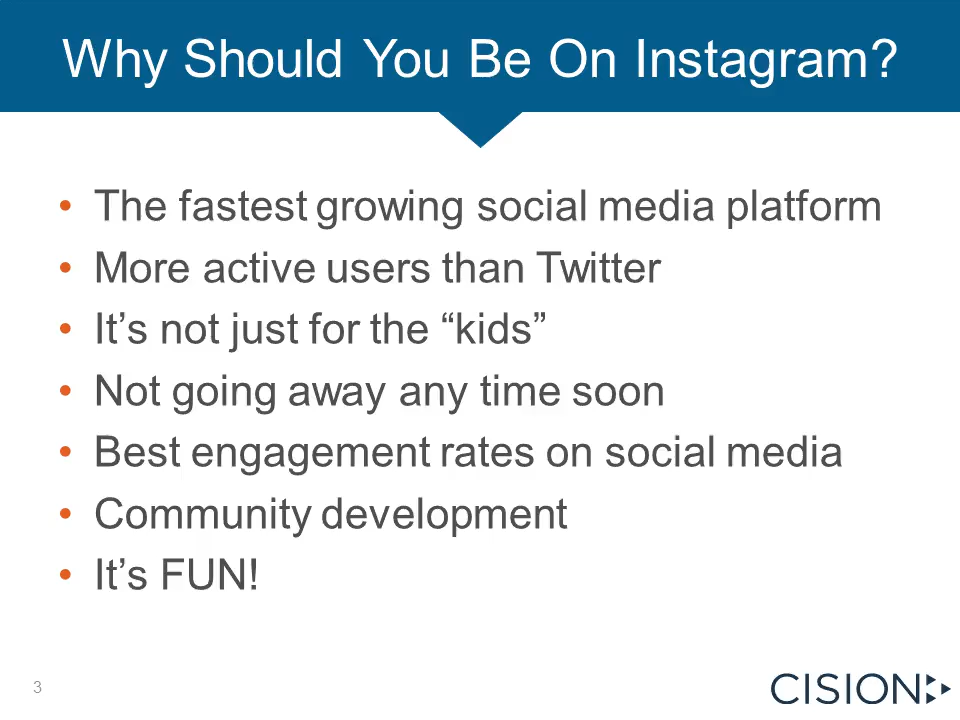 Why Should You Be On Instagram?
• The fastest growing social media platform
• More active users than Twitter
• It’s not just for the “kids”
• Not going away any time soon
• Best engagement rates on social media
• Community development
• It’s FUN!
3
CISION